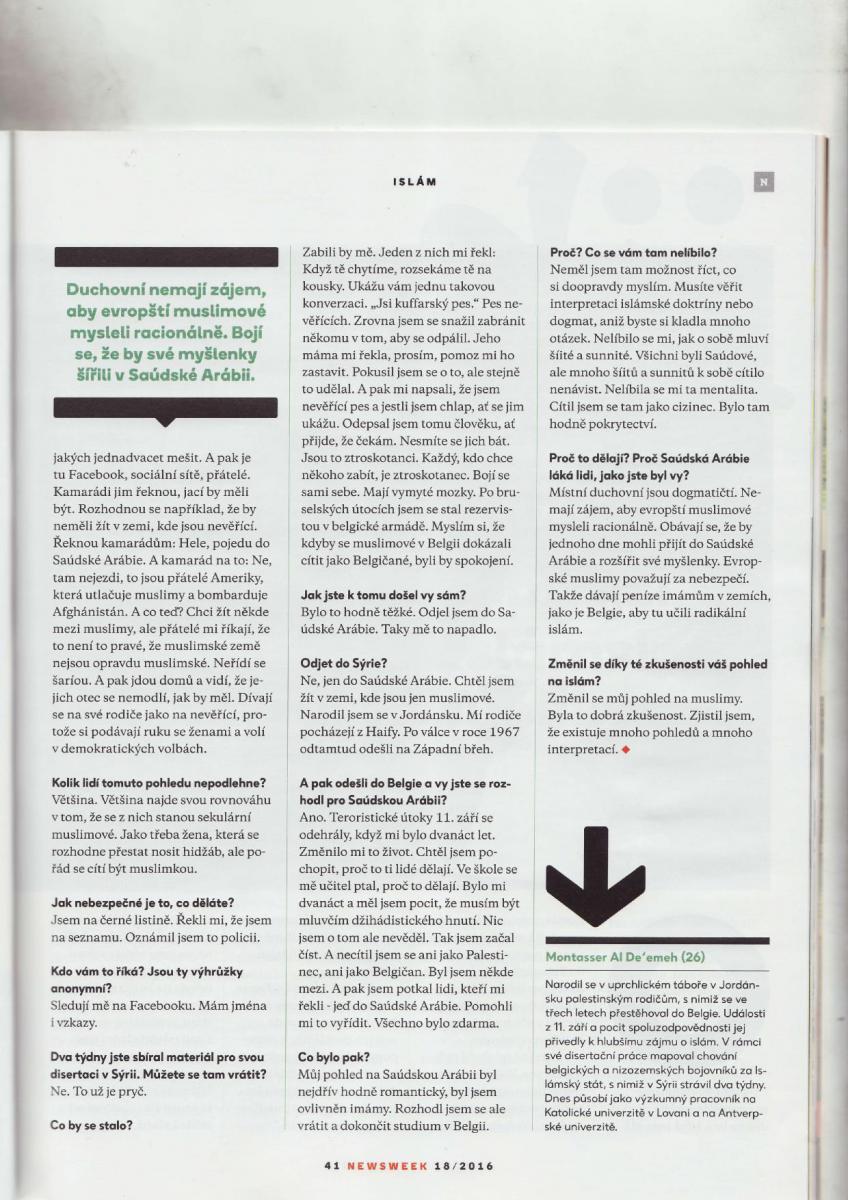 ISLÁM
N
Duchovní nemají zájem,
aby evropští muslimové
mysleli racionálně. Bojí
se, že by své myšlenky
šířili v Saúdské Arábii.
jakých jednadvacet mešit. A pak je
tu Facebook, sociální sítě, přátelé.
Kamarádi jim řeknou, jací by měli
být. Rozhodnou se například, že by
neměli žít v zemi, kde jsou nevěřící.
Řeknou kamarádům: Hele, pojedu do
Saúdské Arábie. A kamarád na to: Ne,
tam nejezdi, to jsou přátelé Ameriky,
která utlačuje muslimy a bombarduje
Afghánistán. A co teď? Chci žít někde
mezi muslimy, ale přátelé mi říkají, že
to není to pravé, že muslimské země
nejsou opravdu muslimské. Neřídí se
šaríou. A pak jdou domů a vidí, že je-
jich otec se nemodlí, jak by měl. Dívají
se na své rodiče jako na nevěřící, pro-
tože si podávají ruku se ženami a volí
v demokratických volbách.
Kolik lidí tomuto pohledu nepodlehne?
Většina. Většina najde svou rovnováhu
v tom, že se z nich stanou sekulární
muslimové. Jako třeba žena, která se
rozhodne přestat nosit hidžáb, ale po-
řád se cítí být muslimkou.
Jak nebezpečné je to, co děláte?
Jsem na černé listině. Řekli mi, že jsem
na seznamu. Oznámil jsem to policii.
Kdo vám to říká? Jsou ty výhrůžky
anonymní?
Sledují mě na Facebooku. Mám jména
i vzkazy.
Dva týdny jste sbíral materiál pro svou
disertaci v Sýrii. Můžete se tam vrátit?
Ne. To už je pryč.
Co by se stalo?
Zabili by mě. Jeden z nich mi řekl:
Když tě chytíme, rozsekáme tě na
kousky. Ukážu vám jednu takovou
konverzaci. „Jsi kuffarský pes.“ Pes ne-
věřících. Zrovna jsem se snažil zabránit
někomu v tom, aby se odpálil. Jeho
máma mi řekla, prosím, pomoz mi ho
zastavit. Pokusil jsem se o to, ale stejně
to udělal. A pak mi napsali, že jsem
nevěřící pes a jestli jsem chlap, ať se jim
ukážu. Odepsal jsem tomu člověku, ať
přijde, že čekám. Nesmíte se jich bát.
Jsou to ztroskotanci. Každý, kdo chce
někoho zabít, je ztroskotanec. Bojí se
sami sebe. Mají vymyté mozky. Po bru-
selských útocích jsem se stal rezervis-
tou v belgické armádě. Myslím si, že
kdyby se muslimové v Belgii dokázali
cítit jako Belgičané, byli by spokojení.
Jak jste k tomu došel vy sám?
Bylo to hodně těžké. Odjel jsem do Sa-
údské Arábie. Taky mě to napadlo.
Odjet do Sýrie?
Ne, jen do Saúdské Arábie. Chtěl jsem
žít v zemi, kde jsou jen muslimové.
Narodil jsem se v Jordánsku. Mí rodiče
pocházejí z Haify. Po válce v roce 1967
odtamtud odešli na Západní břeh.
A pak odešli do Belgie a vy jste se roz-
hodl pro Saúdskou Arábii?
Ano. Teroristické útoky 11. září se
odehrály, když mi bylo dvanáct let.
Změnilo mi to život. Chtěl jsem po-
chopit, proč to ti lidé dělají. Ve škole se
mě učitel ptal, proč to dělají. Bylo mi
dvanáct a měl jsem pocit, že musím být
mluvčím džihádistického hnutí. Nic
jsem o tom ale nevěděl. Tak jsem začal
číst. A necítil jsem se ani jako Palesti-
nec, ani jako Belgičan. Byl jsem někde
mezi. A pak jsem potkal lidi, kteří mi
řekli - jeď do Saúdské Arábie. Pomohli
mi to vyřídit. Všechno bylo zdarma.
Co bylo pak?
Můj pohled na Saúdskou Arábii byl
nejdřív hodně romantický, byl jsem
ovlivněn imámy. Rozhodl jsem se ale
vrátit a dokončit studium v Belgii.
Proč? Co se vám tam nelíbilo?
Neměl jsem tam možnost říct, co
si doopravdy myslím. Musíte věřit
interpretaci islámské doktríny nebo
dogmat, aniž byste si kladla mnoho
otázek. Nelíbilo se mi, jak o sobě mluví
šíité a sunnité. Všichni byli Saúdové,
ale mnoho šíitů a sunnitů k sobě cítilo
nenávist. Nelíbila se mi ta mentalita.
Cítil jsem se tam jako cizinec. Bylo tam
hodně pokrytectví.
Proč to dělají? Proč Saúdská Arábie
láká lidi, jako jste byl vy?
Místní duchovní jsou dogmatičtí. Ne-
mají zájem, aby evropští muslimové
mysleli racionálně. Obávají se, že by
jednoho dne mohli přijít do Saúdské
Arábie a rozšířit své myšlenky. Evrop-
ské muslimy považují za nebezpečí.
Takže dávají peníze imámům v zemích,
jako je Belgie, aby tu učili radikální
islám.
Změnil se díky té zkušenosti váš pohled
na islám?
Změnil se můj pohled na muslimy.
Byla to dobrá zkušenost. Zjistil jsem,
že existuje mnoho pohledů a mnoho
interpretací.
Montasser Al De’emeh (26)
Narodil se v uprchlickém táboře v Jordán-
sku palestinským rodičům, s nimiž se ve
třech letech přestěhoval do Belgie. Události
z 11. září a pocit spoluzodpovědnosti jej
přivedly k hlubšímu zájmu o islám. V rámci
své disertační práce mapoval chování
belgických a nizozemských bojovníků za Is-
lámský stát, s nimiž v Sýrii strávil dva týdny.
Dnes působí jako výzkumný pracovník na
Katolické univerzitě v Lovani a na Antverp-
ské univerzitě.
41 NEWSWEEK 18/2016